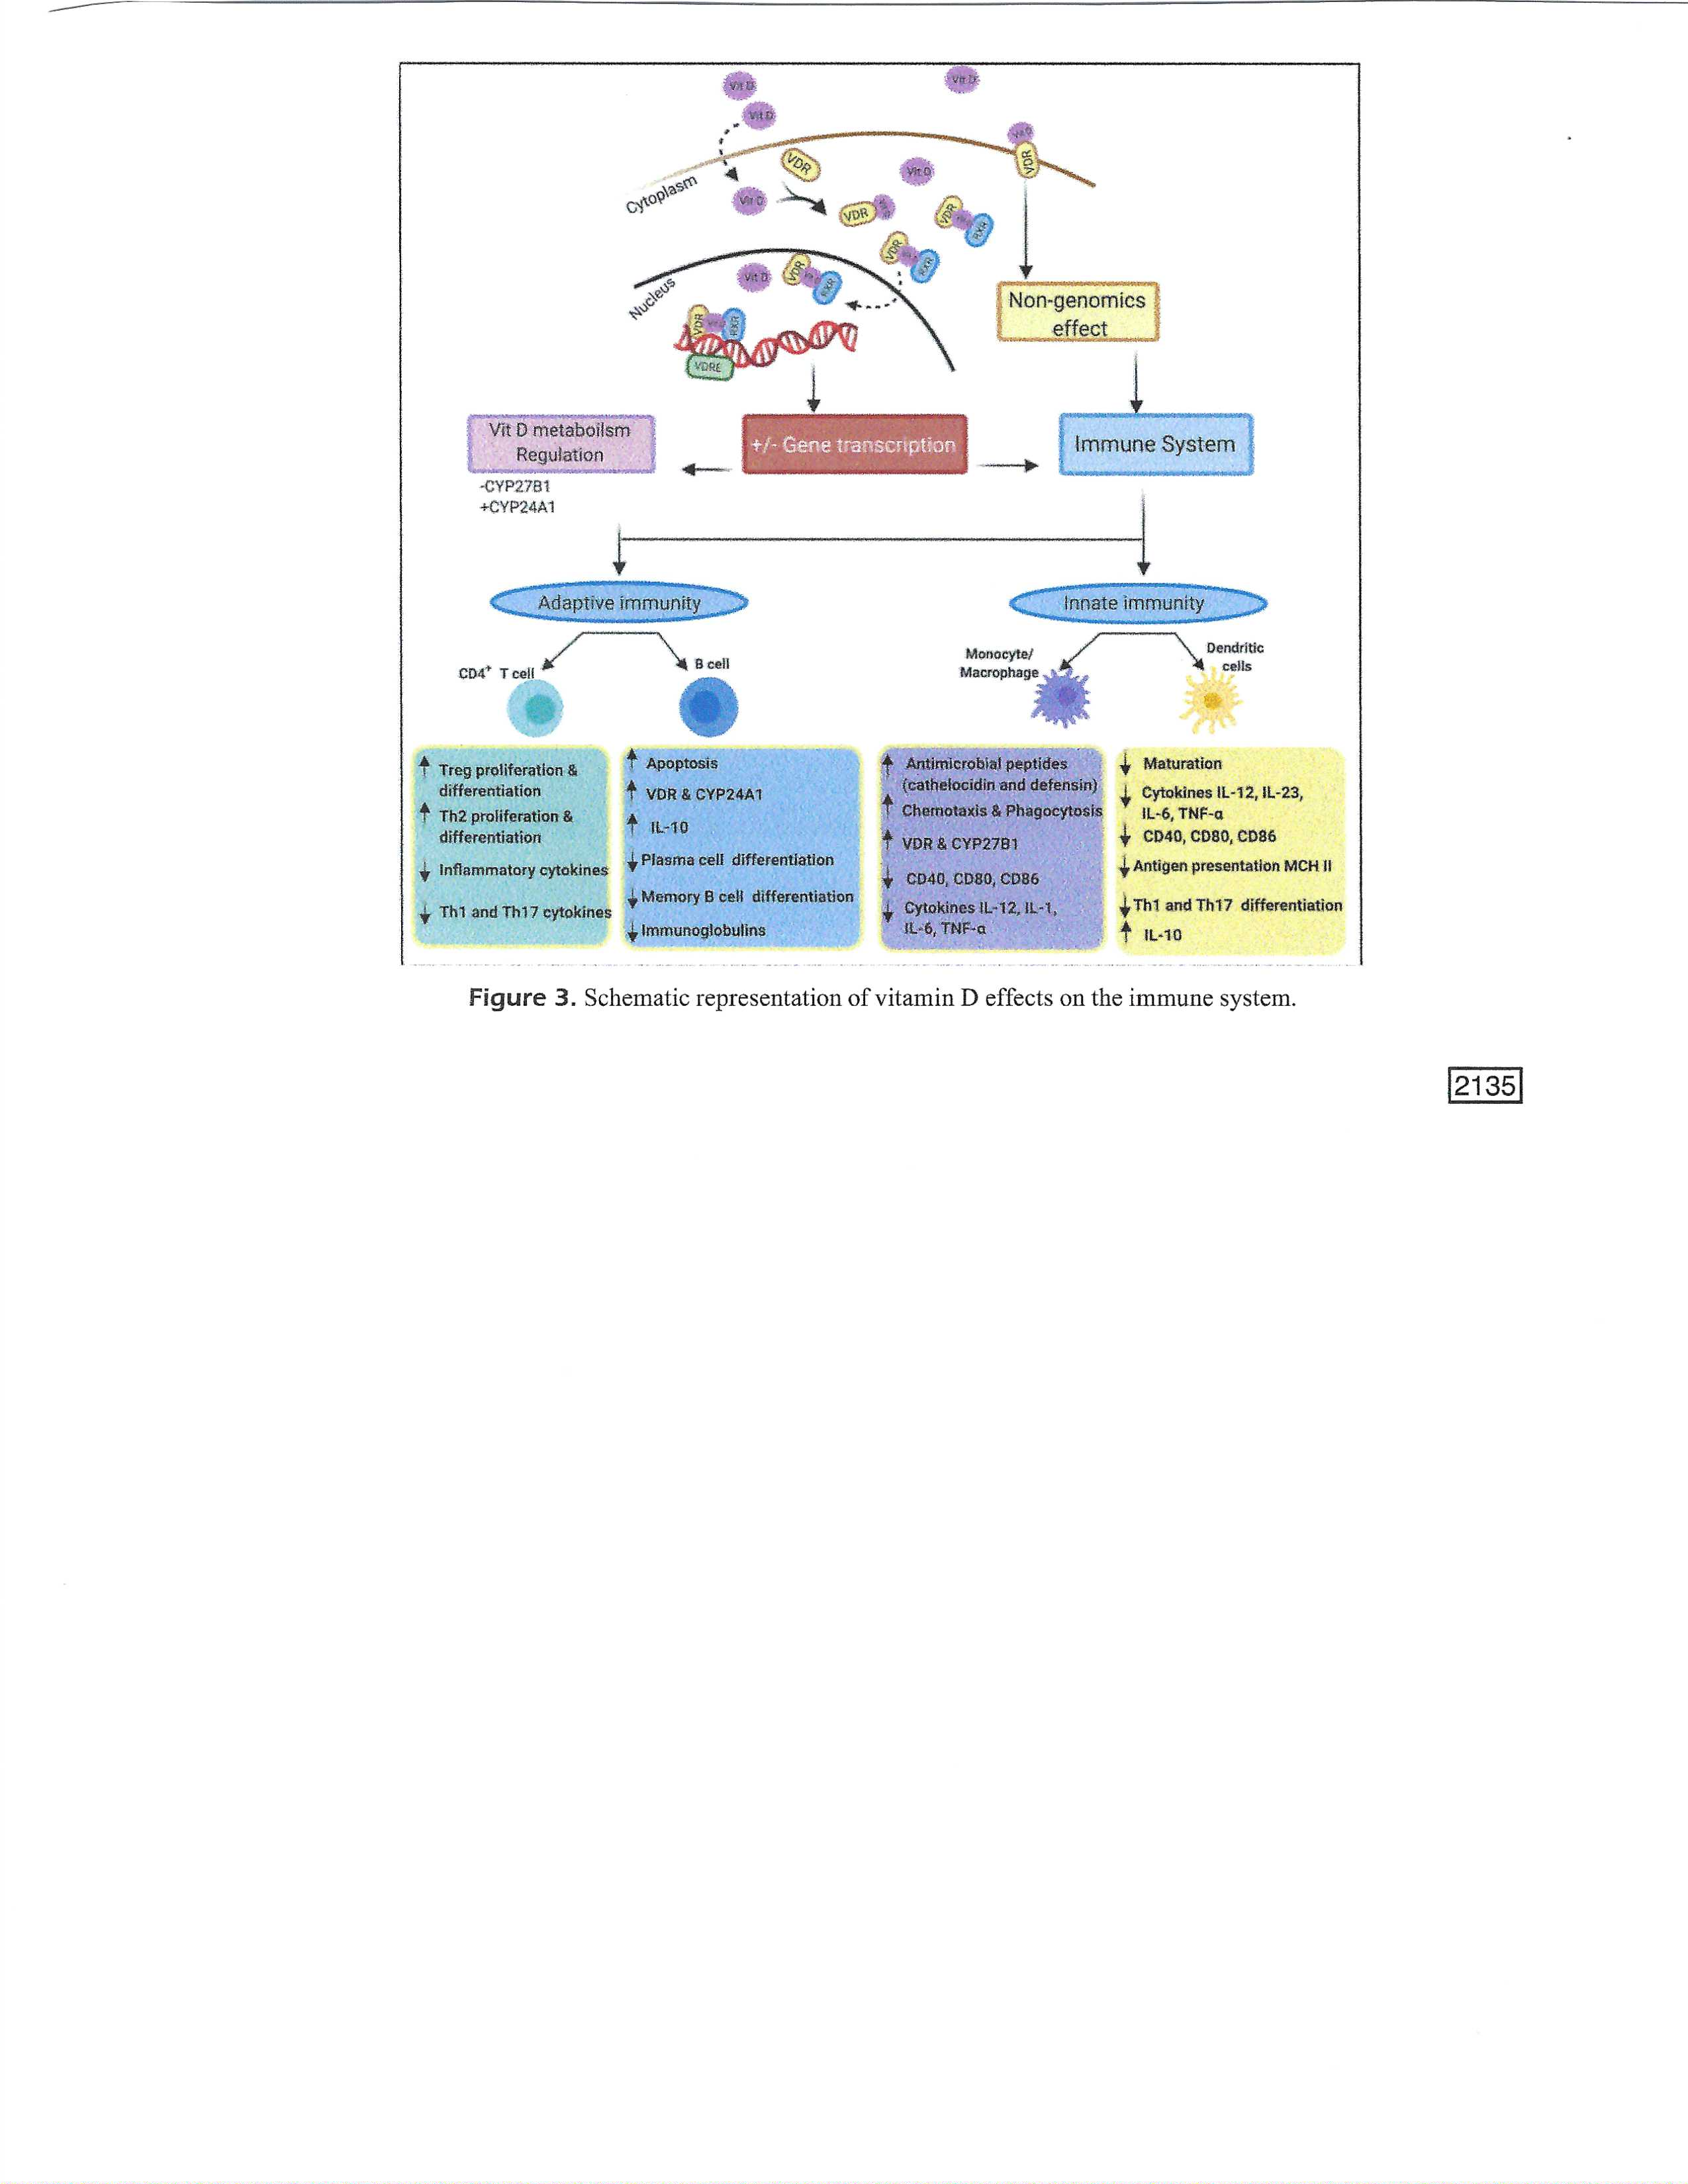 Vit D
Vit D
Vit D
Vit D
VDR
Cytoplasm
VDR
Vit D
Vit D
VDR
VDR
RXR
VDR
RXR
Nucleus
Vit D
VDR
RXR
VDR
RXR
VDRE
Non-genomics
effect
Vit D metaboilsm
Regulation
-CYP27B1
+CYP24A1
+/- Gene transcription
Immune System
Adaptive immunity
Innate immunity
CD4+ T cell
B cell
Monocyte/
Macrophage
Dendritic
cells
↑ Treg proliferation &
differentiation
↑ Th2 proliferation &
differentiation
↓ Inflammatory cytokines
↓ Th1 and Th17 cytokines
↑ Apoptosis
↑ VDR & CYP24A1
↑ IL-10
↓ Plasma cell differentiation
↓ Memory B cell differentiation
↓ Immunoglobulins
↑ Antimicrobial peptides
(cathelocidin and defensin)
↑ Chemotaxis & Phagocytosis
↑ VDR & CYP27B1
↓ CD40, CD80, CD86
↓ Cytokines IL-12, IL-1,
IL-6, TNF-α
↓ Maturation
↓ Cytokines IL-12, IL-23,
IL-6, TNF-α
↓ CD40, CD80, CD86
↓ Antigen presentation MCH II
↓ Th1 and Th17 differentiation
↑ IL-10
Figure 3. Schematic representation of vitamin D effects on the immune system.
2135